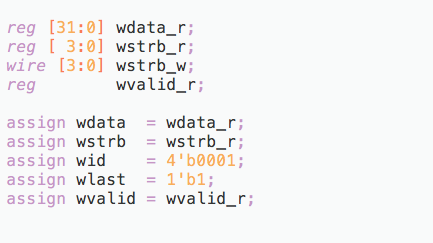 reg [31:0] wdata_r;
reg [ 3:0] wstrb_r;
wire [3:0] wstrb_w;
reg        wvalid_r;
assign wdata  = wdata_r;
assign wstrb  = wstrb_r;
assign wid    = 4'b0001;
assign wlast  = 1'b1;
assign wvalid = wvalid_r;